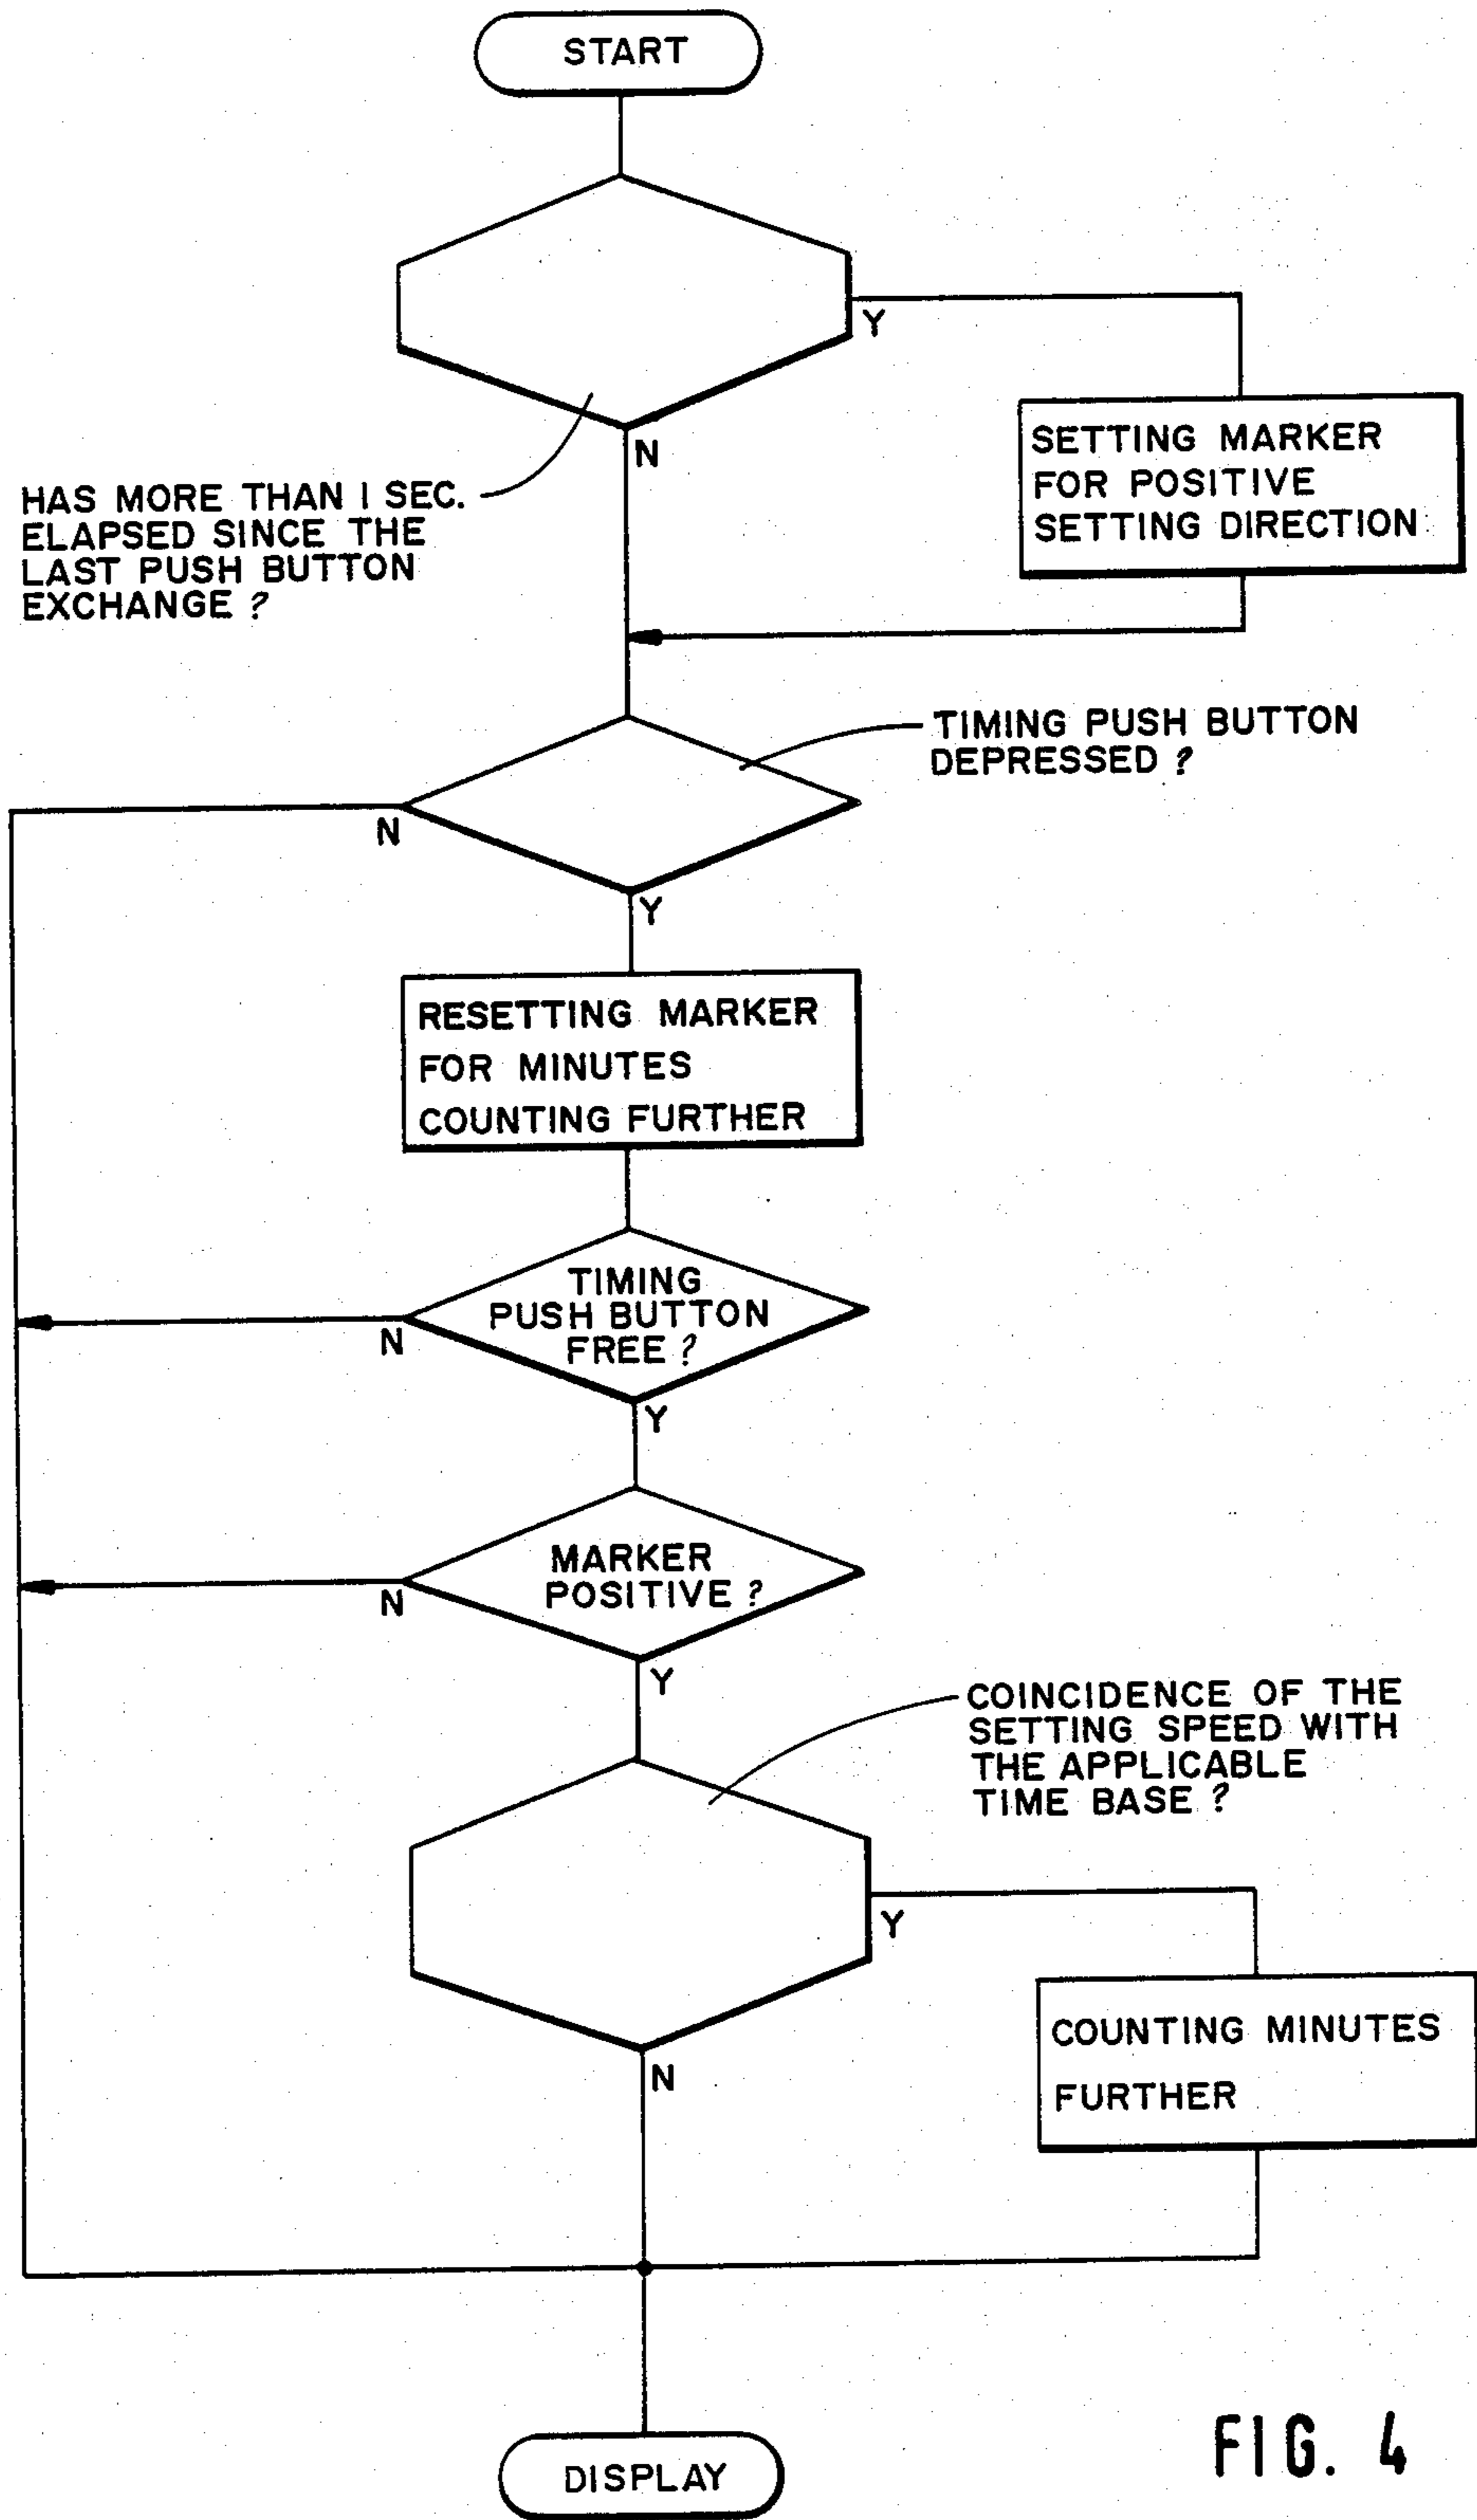 START
Y
N
SETTING MARKER
FOR POSITIVE
SETTING DIRECTION
HAS MORE THAN 1 SEC.
ELAPSED SINCE THE
LAST PUSH BUTTON
EXCHANGE ?
TIMING PUSH BUTTON
DEPRESSED ?
N
Y
RESETTING MARKER
FOR MINUTES
COUNTING FURTHER
TIMING
PUSH BUTTON
FREE ?
N
Y
MARKER
POSITIVE ?
N
Y
COINCIDENCE OF THE
SETTING SPEED WITH
THE APPLICABLE
TIME BASE ?
Y
N
COUNTING MINUTES
FURTHER
DISPLAY
FIG. 4